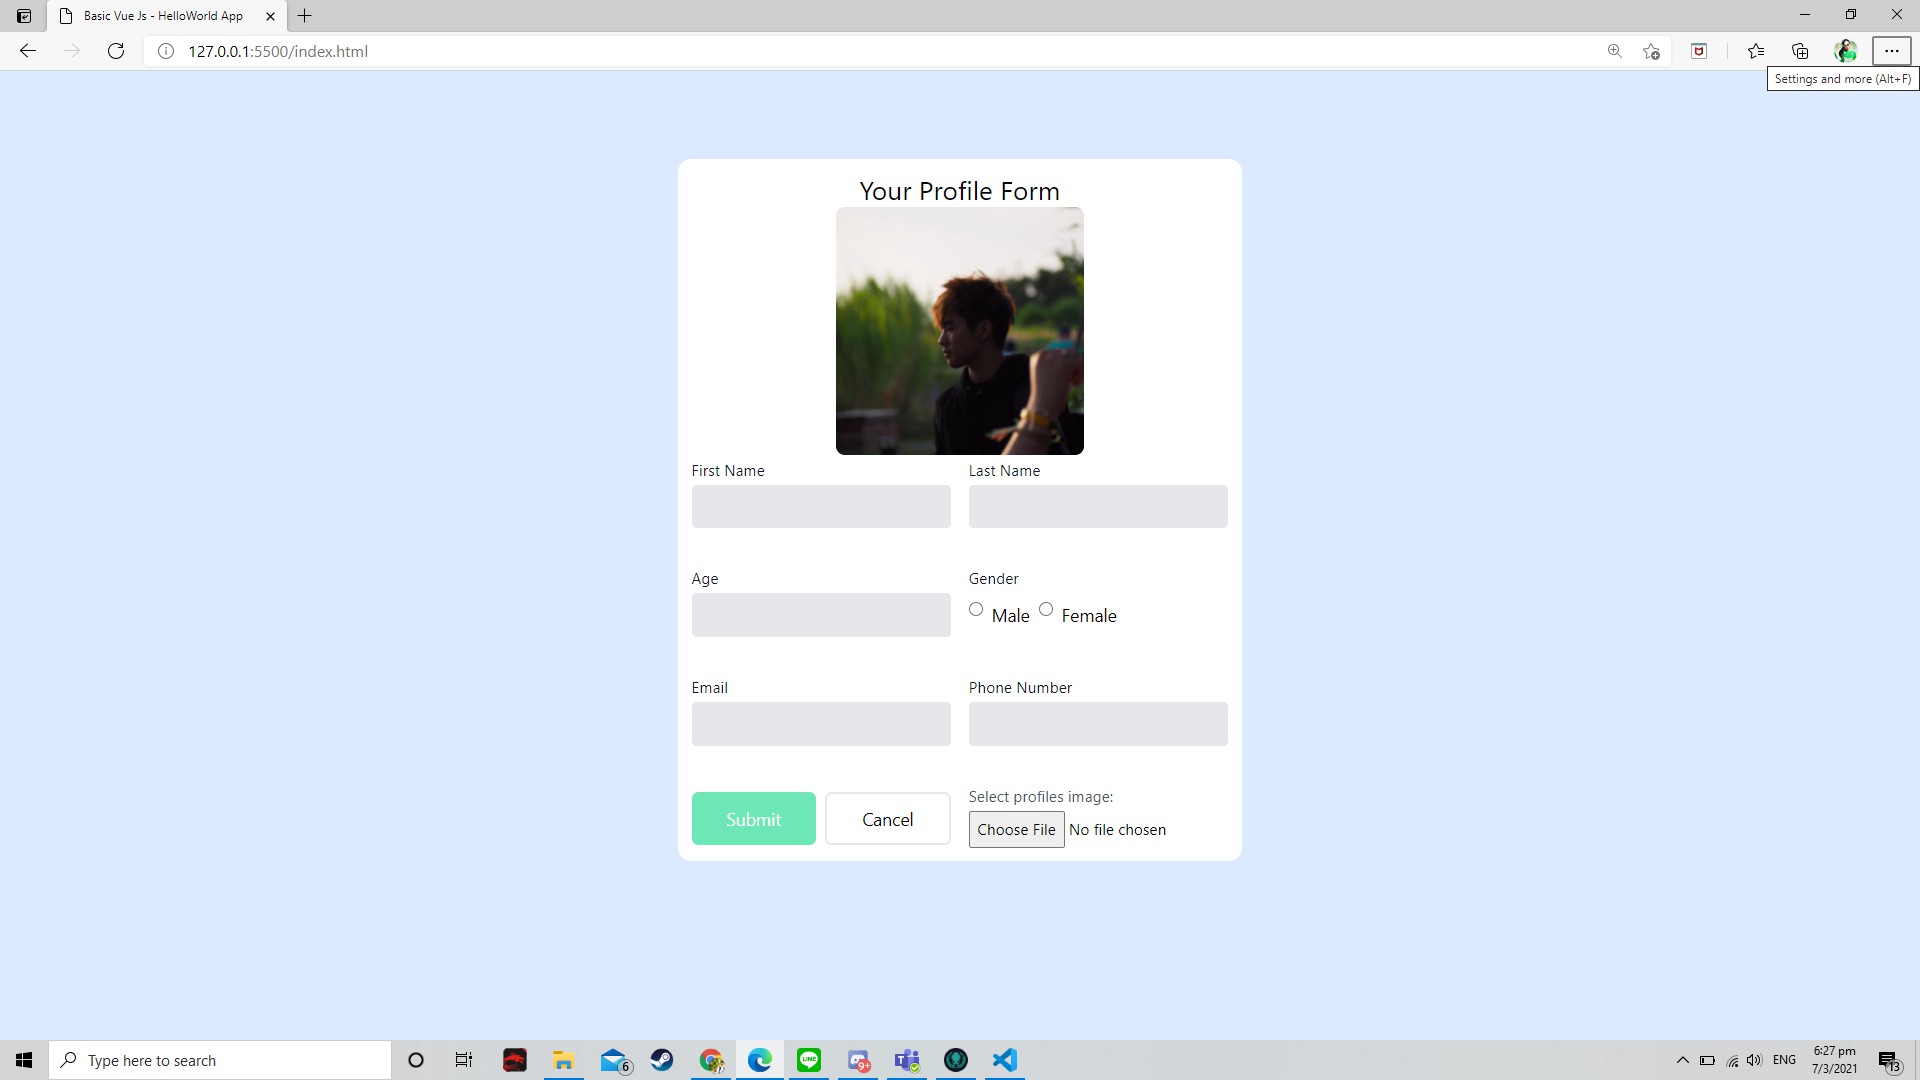 Basic Vue Js - HelloWorld App
127.0.0.1:5500/index.html
Settings and more (Alt+F)
Your Profile Form
First Name
Last Name
Age
Gender
Male
Female
Email
Phone Number
Select profiles image:
Submit
Cancel
Choose File No file chosen
Type here to search
6
LINE
9+
T
ENG
6:27 pm
7/3/2021
13